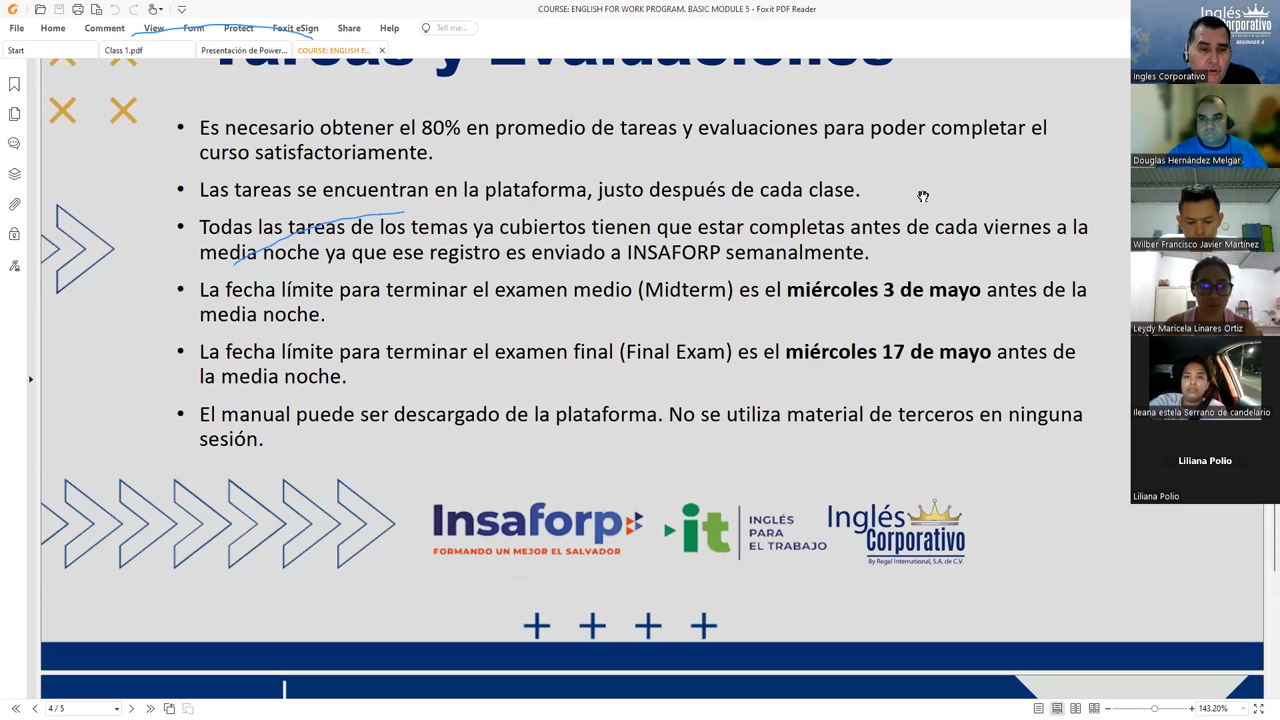 COURSE: ENGLISH FOR WORK PROGRAM. BASIC MODULE 5 - Foxit PDF Reader
File Home Comment View Form Protect Foxit eSign Share Help Tell me...
Start Class 1.pdf Presentación de Power... COURSE: ENGLISH F...
Tareas y Evaluaciones
• Es necesario obtener el 80% en promedio de tareas y evaluaciones para poder completar el
curso satisfactoriamente.
• Las tareas se encuentran en la plataforma, justo después de cada clase.
• Todas las tareas de los temas ya cubiertos tienen que estar completas antes de cada viernes a la
media noche ya que ese registro es enviado a INSAFORP semanalmente.
• La fecha límite para terminar el examen medio (Midterm) es el miércoles 3 de mayo antes de la
media noche.
• La fecha límite para terminar el examen final (Final Exam) es el miércoles 17 de mayo antes de
la media noche.
• El manual puede ser descargado de la plataforma. No se utiliza material de terceros en ninguna
sesión.
Insaforp
FORMANDO UN MEJOR EL SALVADOR
it
INGLÉS
PARA
EL TRABAJO
Inglés
Corporativo
By Regal International, S.A. de C.V.
4 / 5
143.20%
Inglés
Corporativo
BEGINNER 4
Ingles Corporativo
Douglas Hernández Melgar
Wilber Francisco Javier Martínez
Leydy Maricela Linares Ortiz
Ileana estela Serrano de candelario
Liliana Polio
Liliana Polio